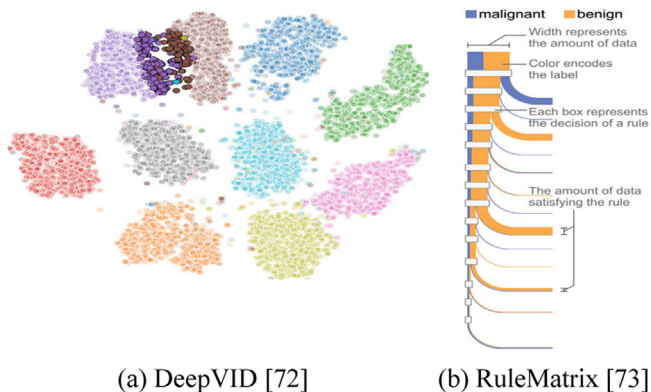 malignant benign
Width represents
the amount of data
Color encodes
the label
Each box represents
the decision of a rule
The amount of data
satisfying the rule
(a) DeepVID [72]
(b) RuleMatrix [73]